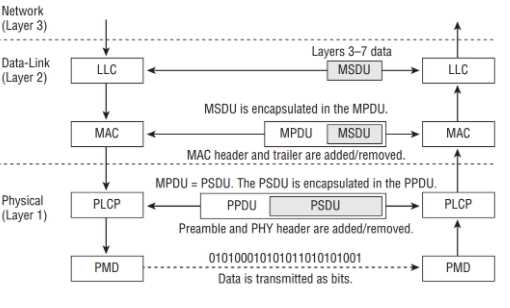 Network
(Layer 3)
Layers 3–7 data
Data-Link
(Layer 2)
LLC
MSDU
LLC
MSDU is encapsulated in the MPDU.
MAC
MPDU
MSDU
MAC
MAC header and trailer are added/removed.
MPDU = PSDU. The PSDU is encapsulated in the PPDU.
Physical
(Layer 1)
PLCP
PPDU
PSDU
PLCP
Preamble and PHY header are added/removed.
PMD
0101000101010110101010​01
PMD
Data is transmitted as bits.